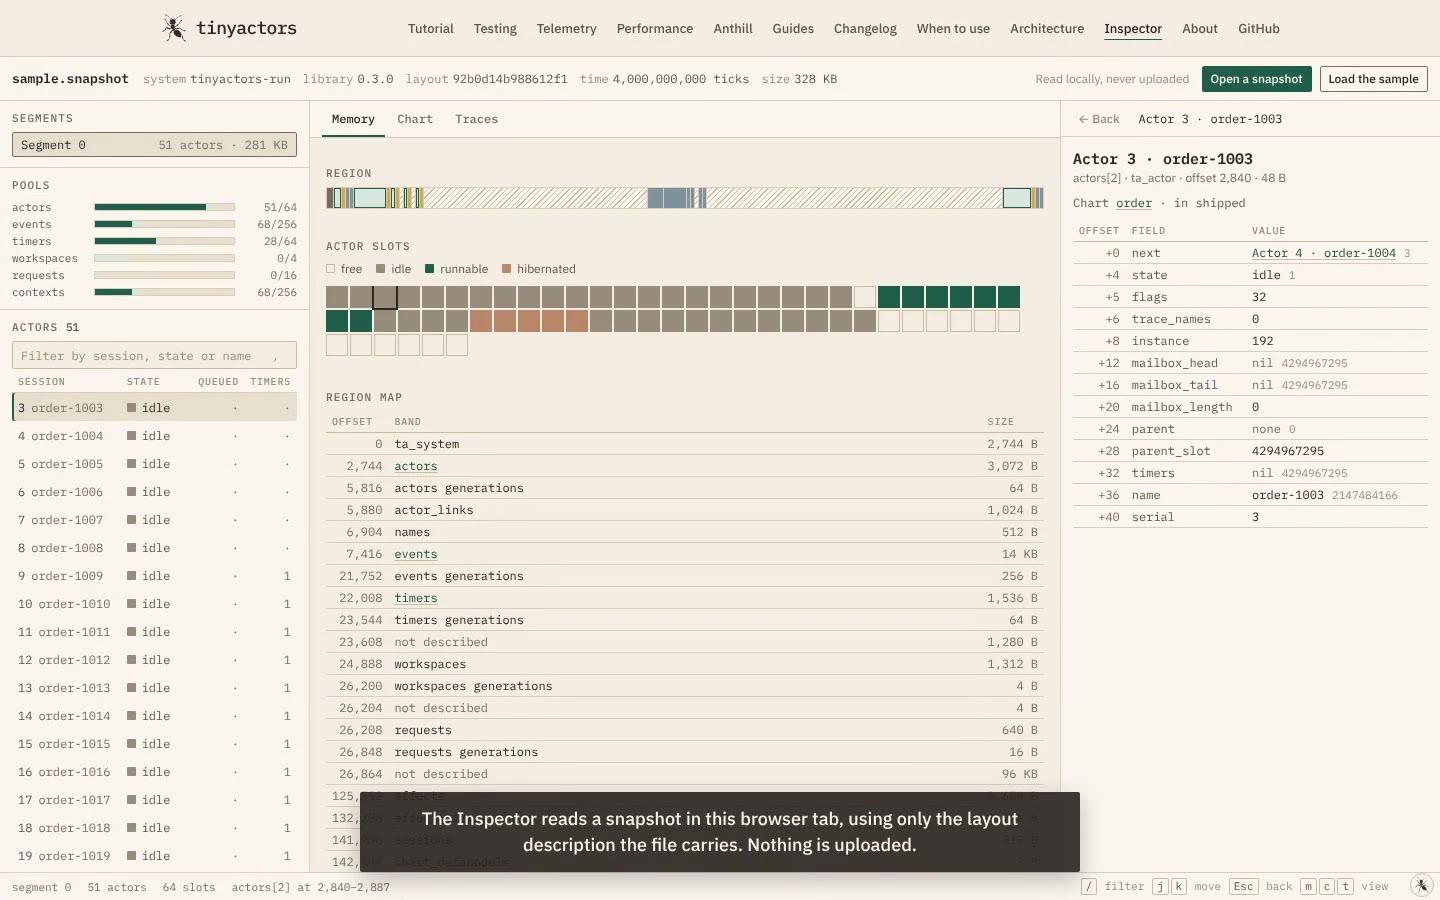 tinyactors
Tutorial Testing Telemetry Performance Anthill Guides Changelog When to use Architecture Inspector About GitHub
sample.snapshot system tinyactors-run library 0.3.0 layout 92b0d14b988612f1 time 4,000,000,000 ticks size 328 KB
Read locally, never uploaded Open a snapshot Load the sample
SEGMENTS
Segment 0 51 actors · 281 KB
POOLS
actors 51/64
events 68/256
timers 28/64
workspaces 0/4
requests 0/16
contexts 68/256
ACTORS 51
Filter by session, state or name
SESSION STATE QUEUED TIMERS
3 order-1003 idle · ·
4 order-1004 idle · ·
5 order-1005 idle · ·
6 order-1006 idle · ·
7 order-1007 idle · ·
8 order-1008 idle · ·
9 order-1009 idle · 1
10 order-1010 idle · 1
11 order-1011 idle · 1
12 order-1012 idle · 1
13 order-1013 idle · 1
14 order-1014 idle · 1
15 order-1015 idle · 1
16 order-1016 idle · 1
17 order-1017 idle · 1
18 order-1018 idle · 1
19 order-1019 idle · 1
Memory Chart Traces
REGION
ACTOR SLOTS
free idle runnable hibernated
REGION MAP
OFFSET BAND SIZE
0 ta_system 2,744 B
2,744 actors 3,072 B
5,816 actors generations 64 B
5,880 actor_links 1,024 B
6,904 names 512 B
7,416 events 14 KB
21,752 events generations 256 B
22,008 timers 1,536 B
23,544 timers generations 64 B
23,608 not described 1,280 B
24,888 workspaces 1,312 B
26,200 workspaces generations 4 B
26,204 not described 4 B
26,208 requests 640 B
26,848 requests generations 16 B
26,864 not described 96 KB
effects
sessions
chart_datamodels
The Inspector reads a snapshot in this browser tab, using only the layout
description the file carries. Nothing is uploaded.
← Back Actor 3 · order-1003
Actor 3 · order-1003
actors[2] · ta_actor · offset 2,840 · 48 B
Chart order · in shipped
OFFSET FIELD VALUE
+0 next Actor 4 · order-1004 3
+4 state idle 1
+5 flags 32
+6 trace_names 0
+8 instance 192
+12 mailbox_head nil 4294967295
+16 mailbox_tail nil 4294967295
+20 mailbox_length 0
+24 parent none 0
+28 parent_slot 4294967295
+32 timers nil 4294967295
+36 name order-1003 2147484166
+40 serial 3
segment 0 51 actors 64 slots actors[2] at 2,840–2,887
/ filter j k move Esc back m c t view